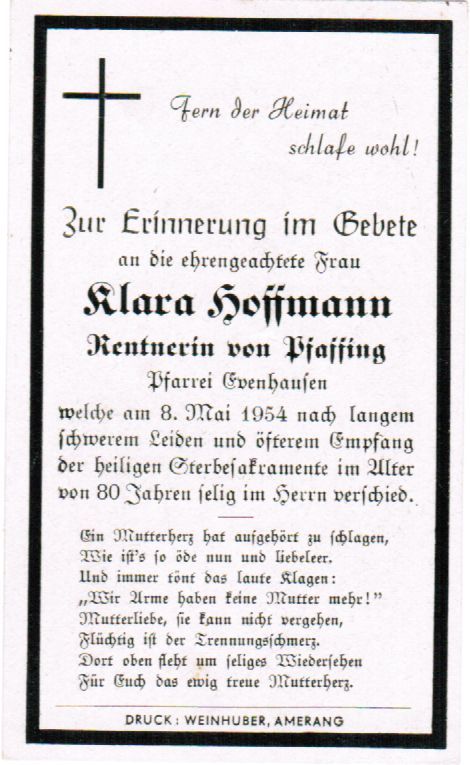 Fern der Heimat
schlafe wohl!
Zur Erinnerung im Gebete
an die ehrengeachtete Frau
Klara Hoffmann
Rentnerin von Pfaffing
Pfarrei Evenhausen
welche am 8. Mai 1954 nach langem
schwerem Leiden und öfterem Empfang
der heiligen Sterbesakramente im Alter
von 80 Jahren selig im Herrn verschied.
Ein Mutterherz hat aufgehört zu schlagen,
Wie ist's so öde nun und liebeleer.
Und immer tönt das laute Klagen:
„Wir Arme haben keine Mutter mehr!"
Mutterliebe, sie kann nicht vergehen,
Flüchtig ist der Trennungsschmerz.
Dort oben fleht um seliges Wiedersehen
Für Euch das ewig treue Mutterherz.
DRUCK: WEINHUBER, AMERANG